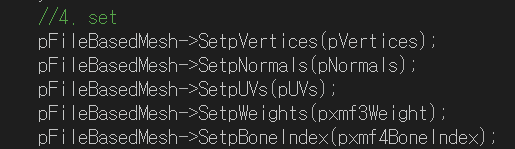 //4. set
pFileBasedMesh->SetpVertices(pVertices);
pFileBasedMesh->SetpNormals(pNormals);
pFileBasedMesh->SetpUVs(pUVs);
pFileBasedMesh->SetpWeights(pxmf3Weight);
pFileBasedMesh->SetpBoneIndex(pxmf4BoneIndex);